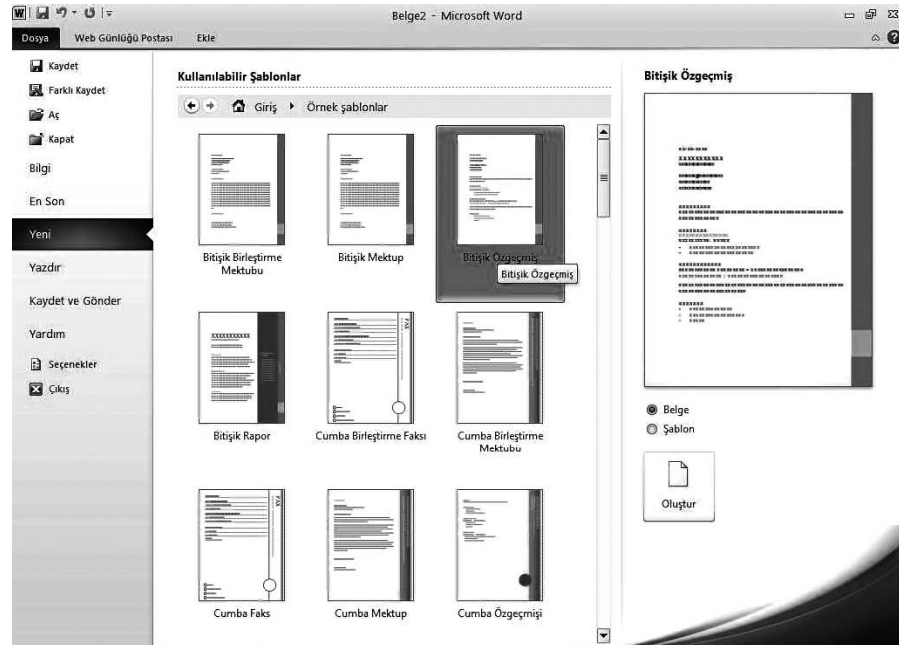 Belge2 - Microsoft Word
Dosya
Web Günlüğü Postası
Ekle
Kaydet
Farklı Kaydet
Aç
Kapat
Bilgi
En Son
Yeni
Yazdır
Kaydet ve Gönder
Yardım
Seçenekler
Çıkış
Kullanılabilir Şablonlar
Giriş
Örnek şablonlar
Bitişik Birleştirme
Mektubu
Bitişik Mektup
Bitişik Özgeçmiş
Bitişik Özgeçmiş
FAX
Bitişik Rapor
Cumba Birleştirme Faksı
Cumba Birleştirme
Mektubu
FAX
Cumba Faks
Cumba Mektup
Cumba Özgeçmişi
Bitişik Özgeçmiş
Belge
Şablon
Oluştur